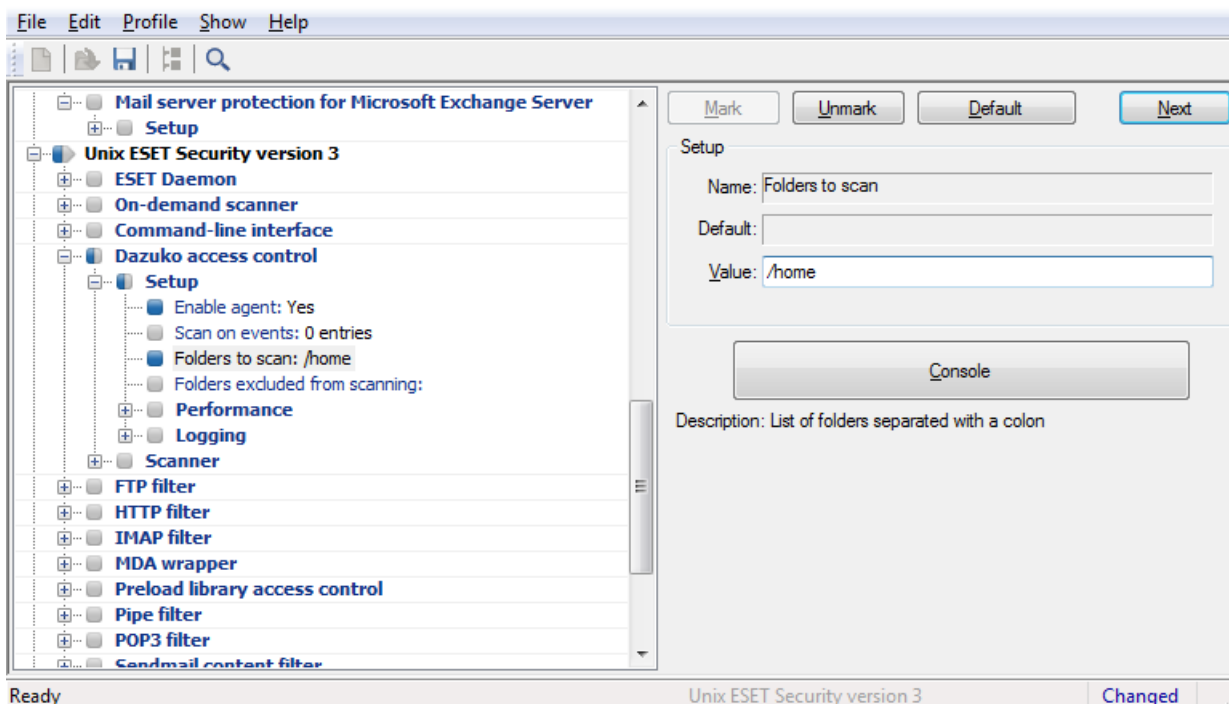 File Edit Profile Show Help
Mail server protection for Microsoft Exchange Server
Setup
Unix ESET Security version 3
ESET Daemon
On-demand scanner
Command-line interface
Dazuko access control
Setup
Enable agent: Yes
Scan on events: 0 entries
Folders to scan: /home
Folders excluded from scanning:
Performance
Logging
Scanner
FTP filter
HTTP filter
IMAP filter
MDA wrapper
Preload library access control
Pipe filter
POP3 filter
Sendmail content filter
Mark Unmark Default Next
Setup
Name: Folders to scan
Default:
Value: /home
Console
Description: List of folders separated with a colon
Ready Unix ESET Security version 3 Changed